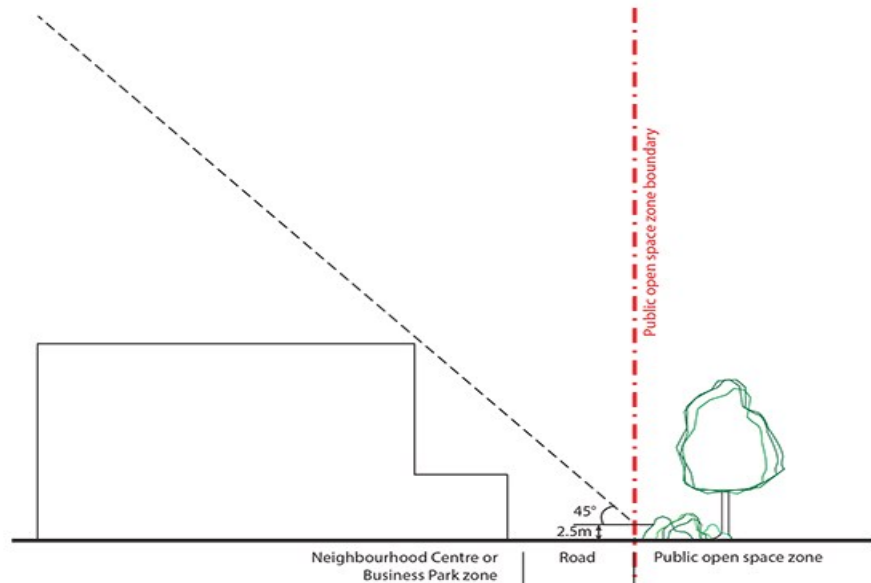 Public open space zone boundary
45°
2.5m
Neighbourhood Centre or
Business Park zone
Road
Public open space zone